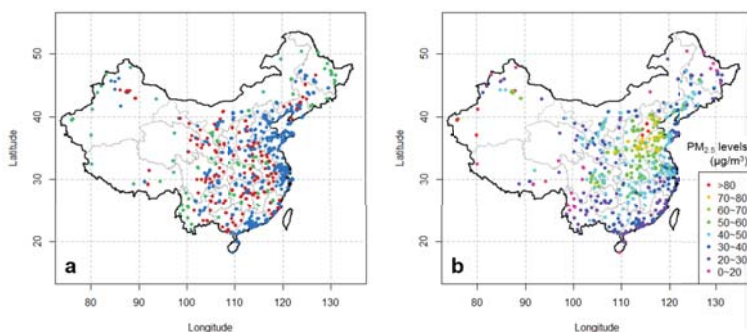 50
40
30
20
Latitude
a
80 90 100 110 120 130
Longitude
50
40
30
20
Latitude
b
80 90 100 110 120 130
Longitude
PM2.5 levels
(μg/m³)
>80
70~80
60~70
50~60
40~50
30~40
20~30
0~20